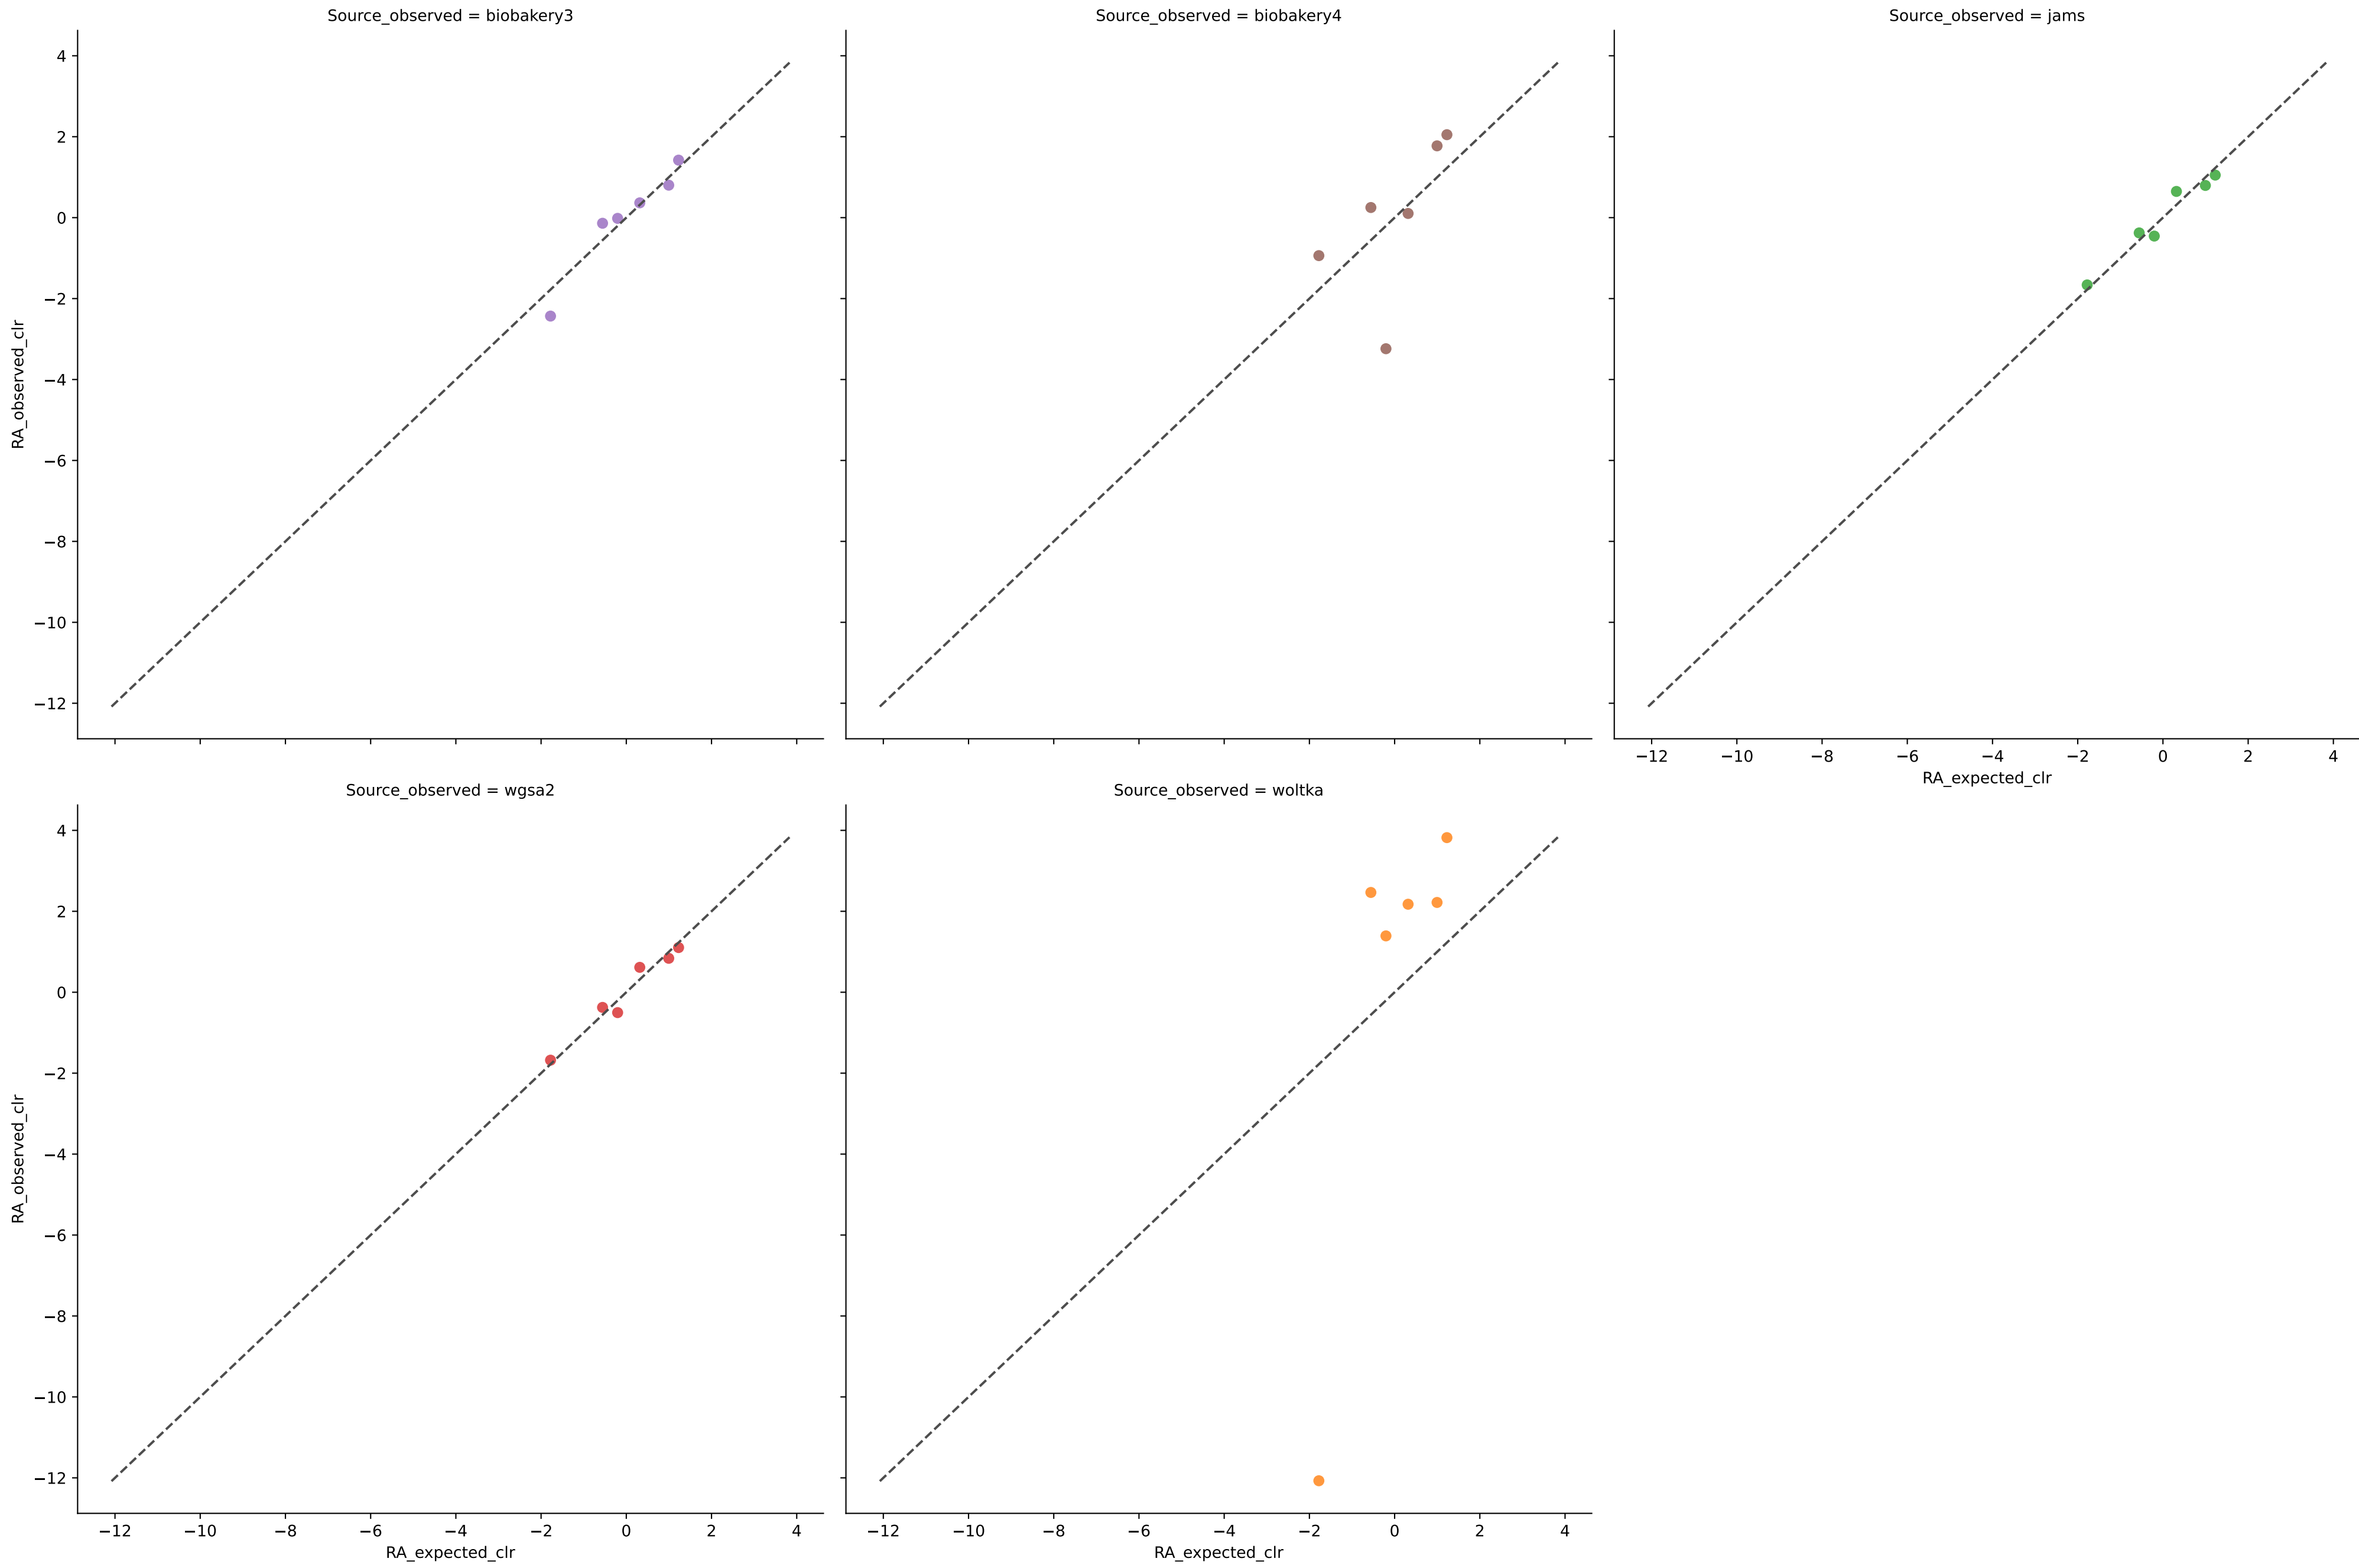 Source_observed = biobakery3
Source_observed = biobakery4
Source_observed = jams
4
2
0
−2
−4
−6
−8
−10
−12
RA_observed_clr
−12 −10 −8 −6 −4 −2 0 2 4
RA_expected_clr
Source_observed = wgsa2
Source_observed = woltka
4
2
0
−2
−4
−6
−8
−10
−12
RA_observed_clr
−12 −10 −8 −6 −4 −2 0 2 4
−12 −10 −8 −6 −4 −2 0 2 4
RA_expected_clr
RA_expected_clr